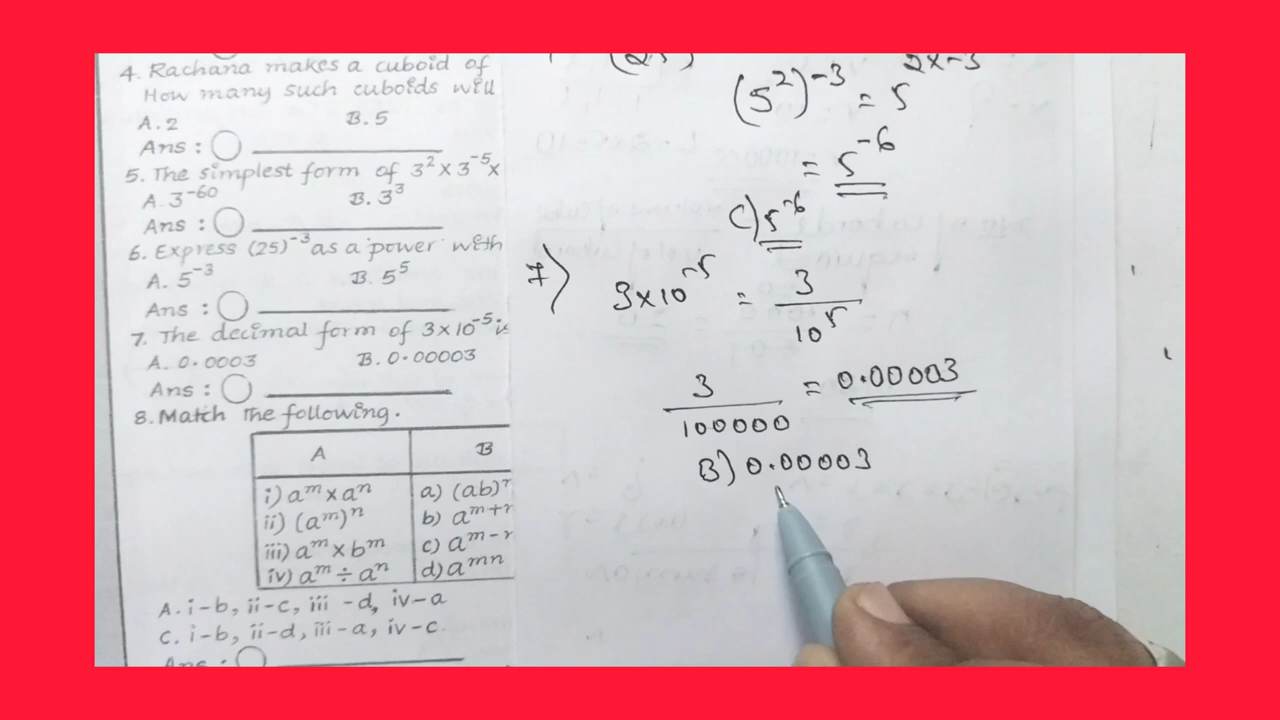 4. Rachana makes a cuboid of
How many such cuboids will
A. 2 B. 5
Ans :
5. The simplest form of 3² × 3⁻⁵ ×
A. 3⁻⁶⁰ B. 3³
Ans :
6. Express (25)⁻³ as a power with
A. 5⁻³ B. 5⁵
Ans :
7. The decimal form of 3×10⁻⁵ is
A. 0.0003 B. 0.00003
Ans :
8. Match the following.
A B
i) aᵐ × aⁿ a) (ab)
ii) (aᵐ)ⁿ b) aᵐ⁺
iii) aᵐ × bᵐ c) aᵐ⁻
iv) aᵐ ÷ aⁿ d) aᵐⁿ
A. i-b, ii-c, iii -d, iv-a
C. i-b, ii-d, iii-a, iv-c.
Ans :
2×-3
(5²)⁻³ = 5
= 5⁻⁶
C) 5⁻⁶
7) 3×10⁻⁵ = 3/10⁵
3/100000 = 0.00003
B) 0.00003